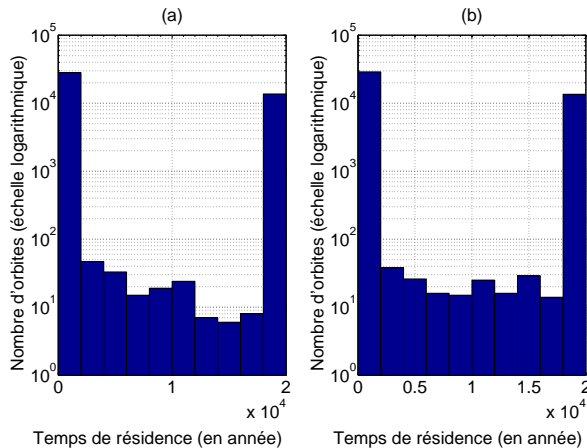 (a)
10^5
10^4
10^3
10^2
10^1
10^0
Nombre d'orbites (échelle logarithmique)
0 1 2
x 10^4
Temps de résidence (en année)
(b)
10^5
10^4
10^3
10^2
10^1
10^0
Nombre d'orbites (échelle logarithmique)
0 0.5 1 1.5 2
x 10^4
Temps de résidence (en année)